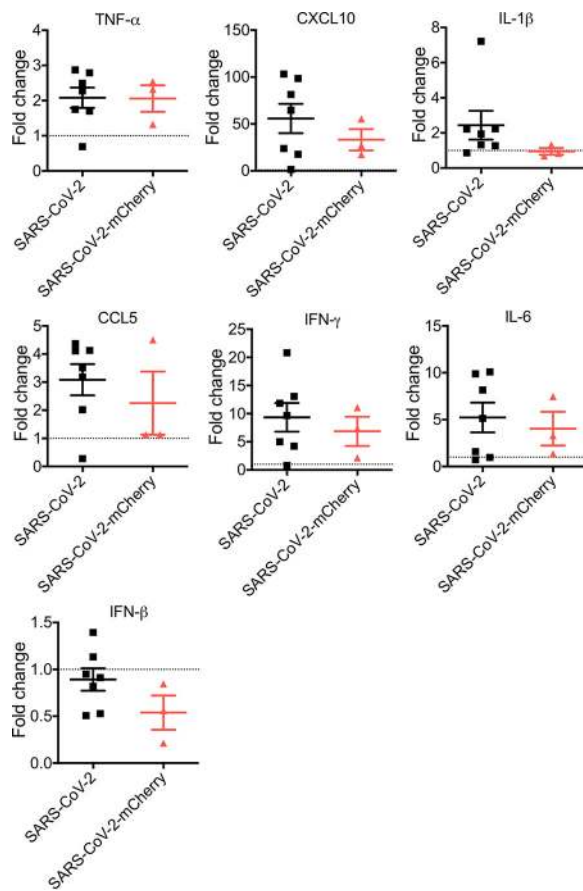 TNF-α
Fold change
4
3
2
1
0
SARS-CoV-2
SARS-CoV-2-mCherry
CXCL10
Fold change
150
100
50
0
SARS-CoV-2
SARS-CoV-2-mCherry
IL-1β
Fold change
8
6
4
2
0
SARS-CoV-2
SARS-CoV-2-mCherry
CCL5
Fold change
5
4
3
2
1
0
SARS-CoV-2
SARS-CoV-2-mCherry
IFN-γ
Fold change
25
20
15
10
5
0
SARS-CoV-2
SARS-CoV-2-mCherry
IL-6
Fold change
15
10
5
0
SARS-CoV-2
SARS-CoV-2-mCherry
IFN-β
Fold change
1.5
1.0
0.5
0.0
SARS-CoV-2
SARS-CoV-2-mCherry